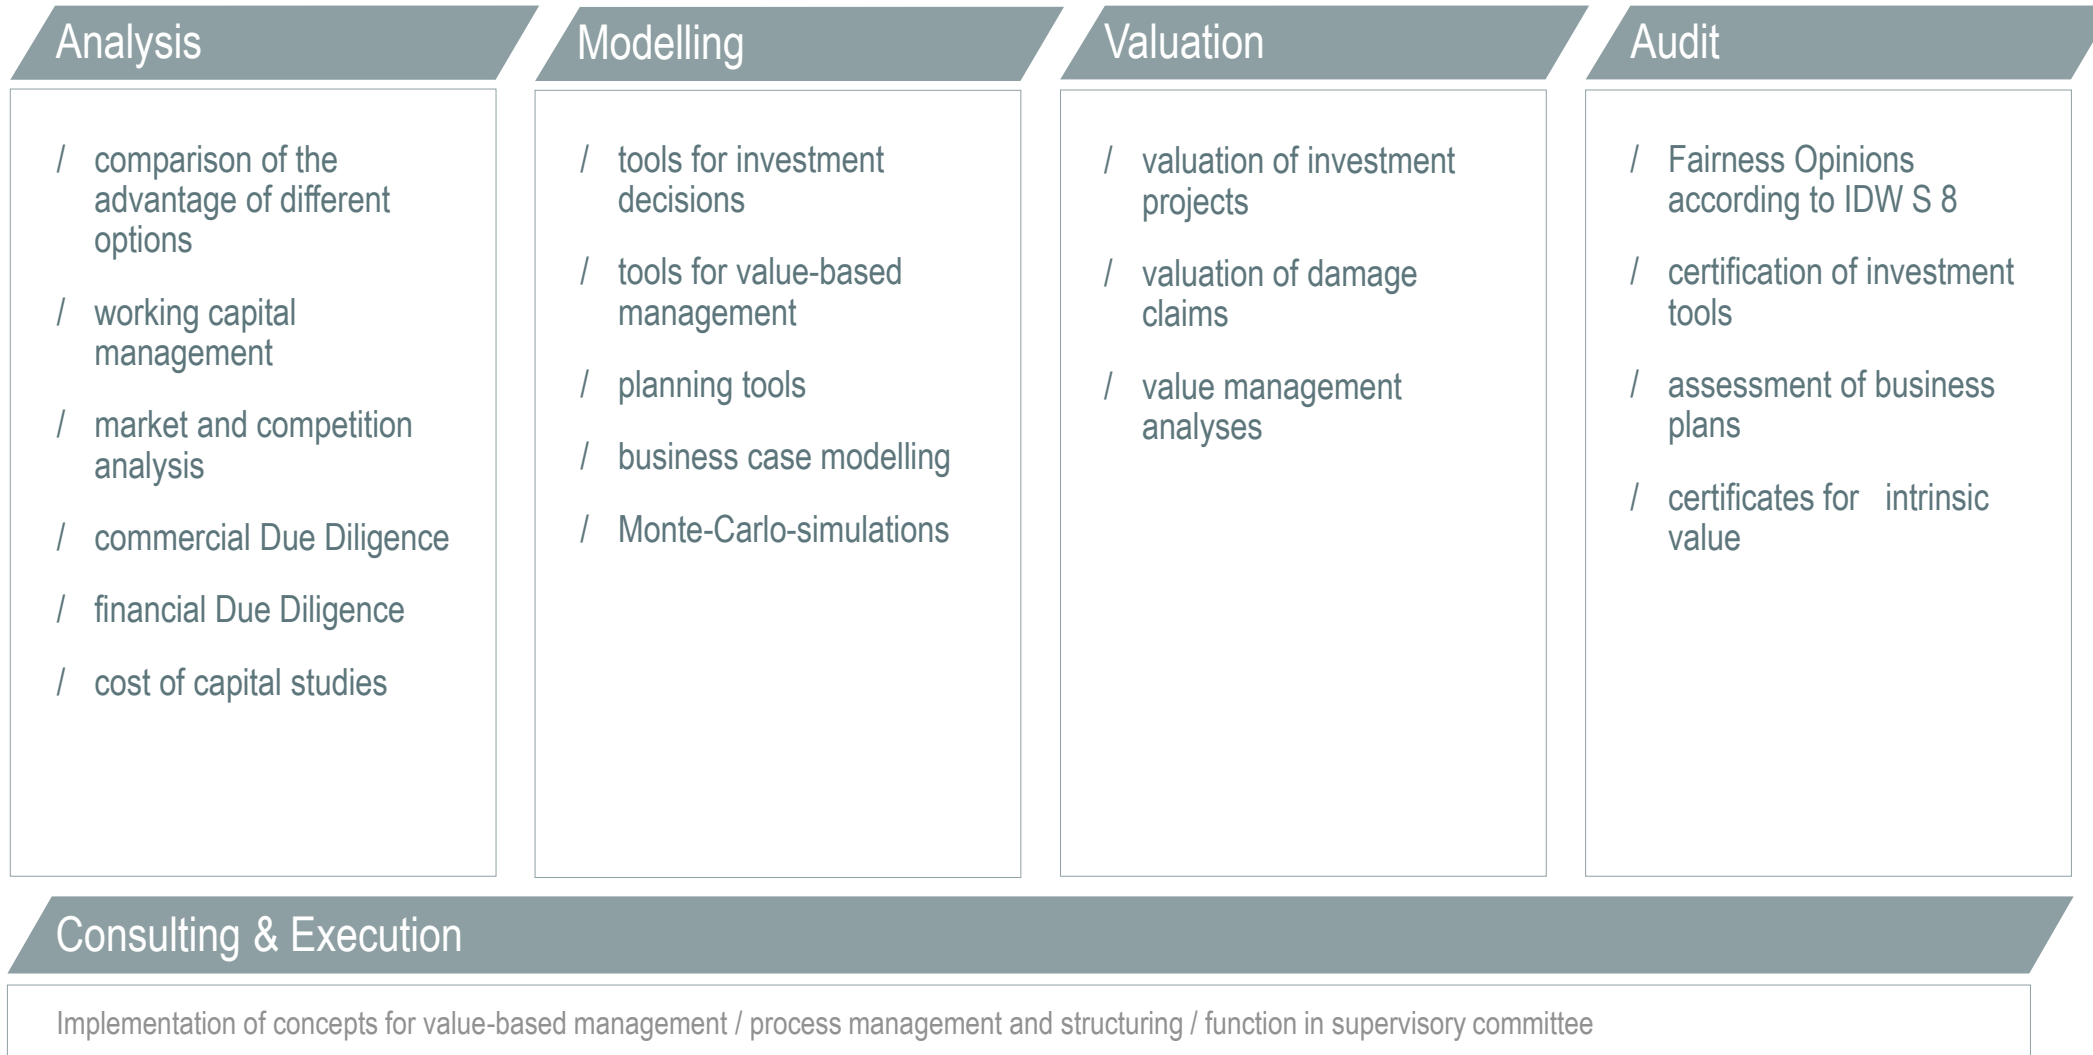 Analysis
/ comparison of the
advantage of different
options
/ working capital
management
/ market and competition
analysis
/ commercial Due Diligence
/ financial Due Diligence
/ cost of capital studies
Modelling
/ tools for investment
decisions
/ tools for value-based
management
/ planning tools
/ business case modelling
/ Monte-Carlo-simulations
Valuation
/ valuation of investment
projects
/ valuation of damage
claims
/ value management
analyses
Audit
/ Fairness Opinions
according to IDW S 8
/ certification of investment
tools
/ assessment of business
plans
/ certificates for intrinsic
value
Consulting & Execution
Implementation of concepts for value-based management / process management and structuring / function in supervisory committee